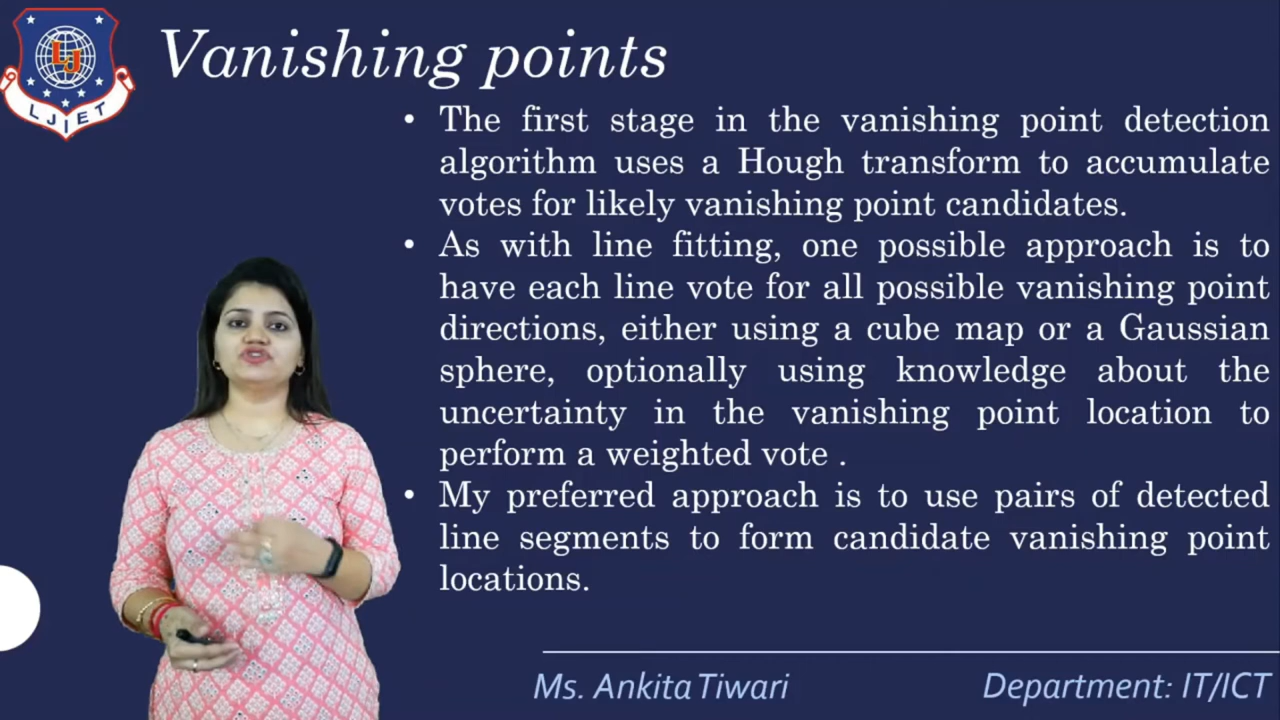 LJ
LJIET
Vanishing points
• The first stage in the vanishing point detection
algorithm uses a Hough transform to accumulate
votes for likely vanishing point candidates.
• As with line fitting, one possible approach is to
have each line vote for all possible vanishing point
directions, either using a cube map or a Gaussian
sphere, optionally using knowledge about the
uncertainty in the vanishing point location to
perform a weighted vote .
• My preferred approach is to use pairs of detected
line segments to form candidate vanishing point
locations.
Ms. Ankita Tiwari
Department: IT/ICT